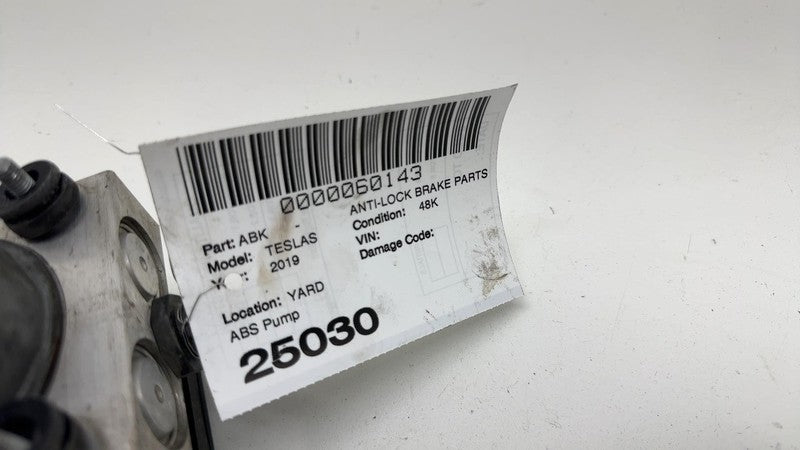 0000060143
Part: ABK - ANTI-LOCK BRAKE PARTS
Model: TESLAS Condition: 48K
2019 VIN:
Damage Code:
Location: YARD
ABS Pump
25030